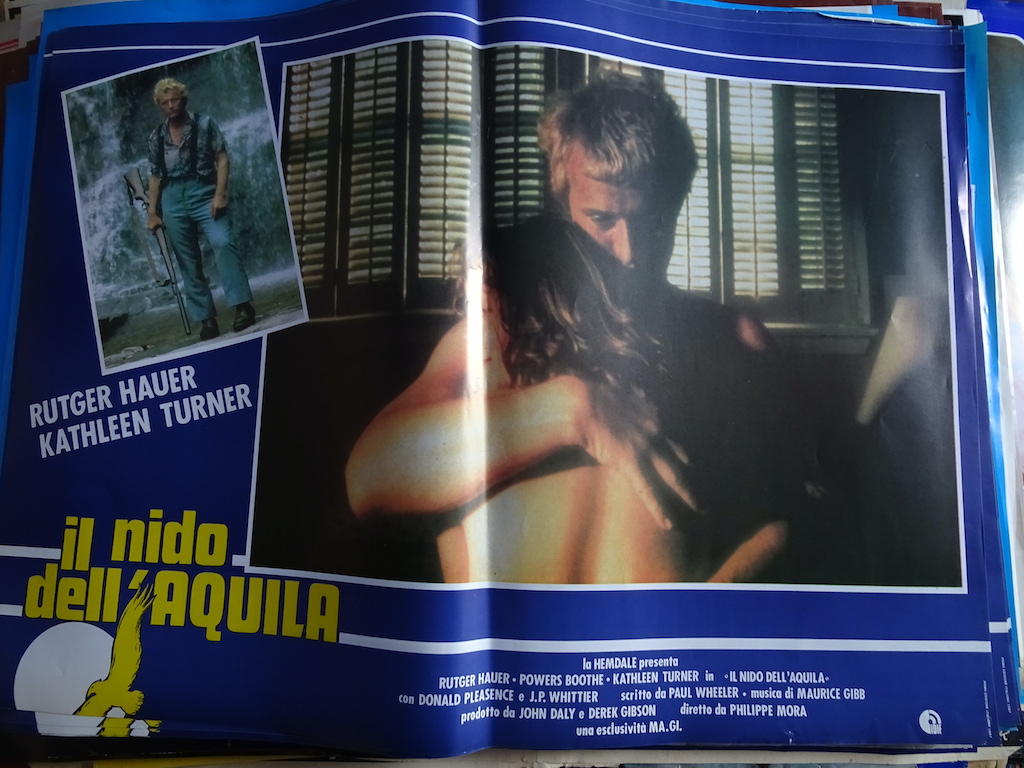 RUTGER HAUER
KATHLEEN TURNER
il nido
dell'AQUILA
la HEMDALE presenta
RUTGER HAUER • POWERS BOOTHE • KATHLEEN TURNER in «IL NIDO DELL'AQUILA»
con DONALD PLEASENCE e J.P. WHITTIER scritto da PAUL WHEELER • musica di MAURICE GIBB
prodotto da JOHN DALY e DEREK GIBSON diretto da PHILIPPE MORA
una esclusività MA.GI.